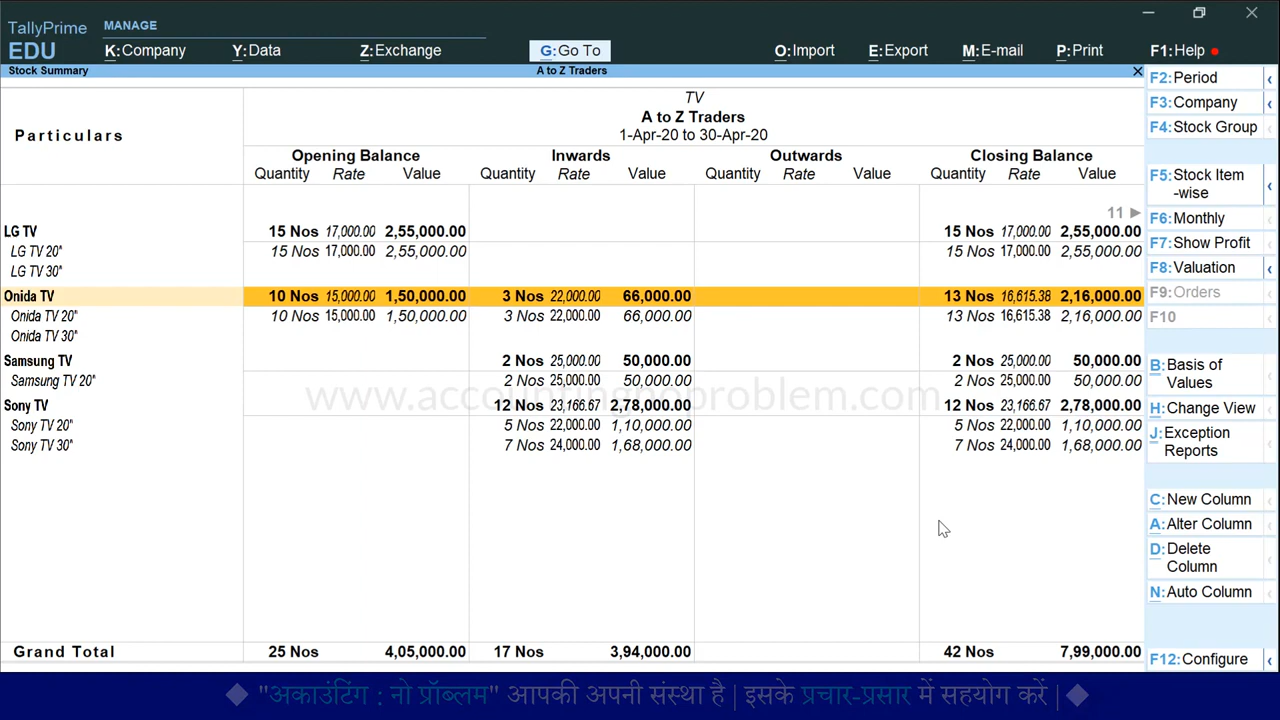 TallyPrime MANAGE
EDU K:Company Y:Data Z:Exchange G:Go To O:Import E:Export M:E-mail P:Print F1:Help
Stock Summary A to Z Traders
TV
A to Z Traders
1-Apr-20 to 30-Apr-20
Particulars
Opening Balance Inwards Outwards Closing Balance
Quantity Rate Value Quantity Rate Value Quantity Rate Value Quantity Rate Value
11 ►
LG TV 15 Nos 17,000.00 2,55,000.00 15 Nos 17,000.00 2,55,000.00
LG TV 20" 15 Nos 17,000.00 2,55,000.00 15 Nos 17,000.00 2,55,000.00
LG TV 30"
Onida TV 10 Nos 15,000.00 1,50,000.00 3 Nos 22,000.00 66,000.00 13 Nos 16,615.38 2,16,000.00
Onida TV 20" 10 Nos 15,000.00 1,50,000.00 3 Nos 22,000.00 66,000.00 13 Nos 16,615.38 2,16,000.00
Onida TV 30"
Samsung TV 2 Nos 25,000.00 50,000.00 2 Nos 25,000.00 50,000.00
Samsung TV 20" 2 Nos 25,000.00 50,000.00 2 Nos 25,000.00 50,000.00
www.accountingnoproblem.com
Sony TV 12 Nos 23,166.67 2,78,000.00 12 Nos 23,166.67 2,78,000.00
Sony TV 20" 5 Nos 22,000.00 1,10,000.00 5 Nos 22,000.00 1,10,000.00
Sony TV 30" 7 Nos 24,000.00 1,68,000.00 7 Nos 24,000.00 1,68,000.00
Grand Total 25 Nos 4,05,000.00 17 Nos 3,94,000.00 42 Nos 7,99,000.00
F2:Period
F3:Company
F4:Stock Group
F5:Stock Item
-wise
F6:Monthly
F7:Show Profit
F8:Valuation
F9:Orders
F10
B:Basis of
Values
H:Change View
J:Exception
Reports
C:New Column
A:Alter Column
D:Delete
Column
N:Auto Column
F12:Configure
◆ "अकाउंटिंग : नो प्रॉब्लम" आपकी अपनी संस्था है | इसके प्रचार-प्रसार में सहयोग करें | ◆